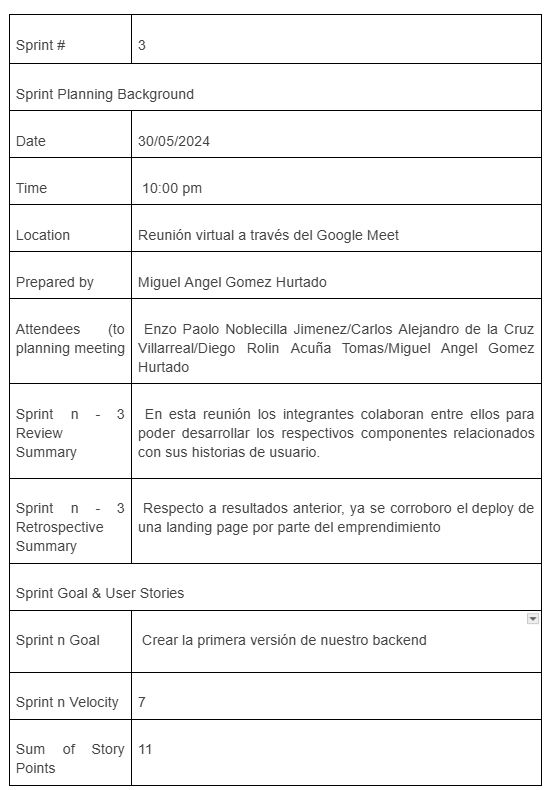 Sprint #
3
Sprint Planning Background
Date
30/05/2024
Time
10:00 pm
Location
Reunión virtual a través del Google Meet
Prepared by
Miguel Angel Gomez Hurtado
Attendees (to
planning meeting
Enzo Paolo Noblecilla Jimenez/Carlos Alejandro de la Cruz
Villarreal/Diego Rolin Acuña Tomas/Miguel Angel Gomez
Hurtado
Sprint n - 3
Review
Summary
En esta reunión los integrantes colaboran entre ellos para
poder desarrollar los respectivos componentes relacionados
con sus historias de usuario.
Sprint n - 3
Retrospective
Summary
Respecto a resultados anterior, ya se corroboro el deploy de
una landing page por parte del emprendimiento
Sprint Goal & User Stories
Sprint n Goal
Crear la primera versión de nuestro backend
Sprint n Velocity
7
Sum of Story
Points
11